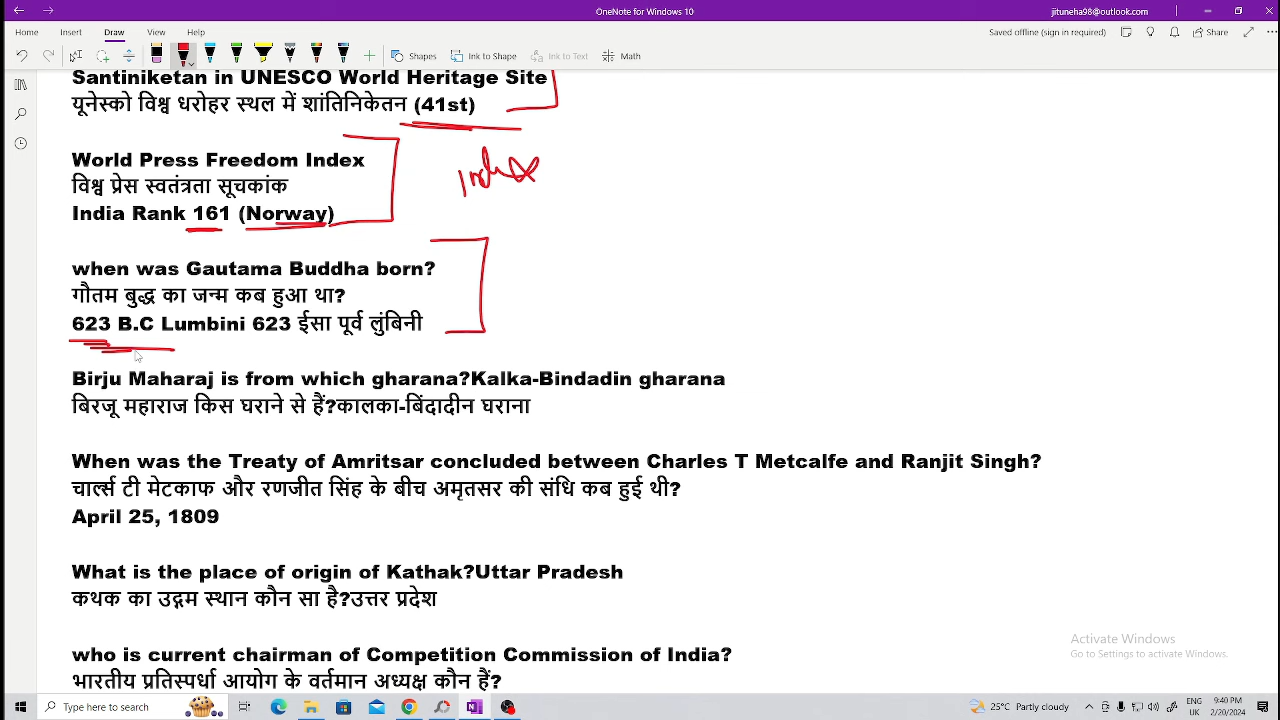 OneNote for Windows 10
jituneha98@outlook.com
Home Insert Draw View Help
Saved offline (sign in required) Share
Shapes Ink to Shape Ink to Text Math
Santiniketan in UNESCO World Heritage Site
यूनेस्को विश्व धरोहर स्थल में शांतिनिकेतन (41st)
World Press Freedom Index
विश्व प्रेस स्वतंत्रता सूचकांक
Index
India Rank 161 (Norway)
when was Gautama Buddha born?
गौतम बुद्ध का जन्म कब हुआ था?
623 B.C Lumbini 623 ईसा पूर्व लुंबिनी
Birju Maharaj is from which gharana?Kalka-Bindadin gharana
बिरजू महाराज किस घराने से हैं?कालका-बिंदादीन घराना
When was the Treaty of Amritsar concluded between Charles T Metcalfe and Ranjit Singh?
चार्ल्स टी मेटकाफ और रणजीत सिंह के बीच अमृतसर की संधि कब हुई थी?
April 25, 1809
What is the place of origin of Kathak?Uttar Pradesh
कथक का उद्गम स्थान कौन सा है?उत्तर प्रदेश
who is current chairman of Competition Commission of India?
भारतीय प्रतिस्पर्धा आयोग के वर्तमान अध्यक्ष कौन हैं?
Activate Windows
Go to Settings to activate Windows.
Type here to search
25°C Partly cloudy
ENG
UK
9:40 PM
2/20/2024